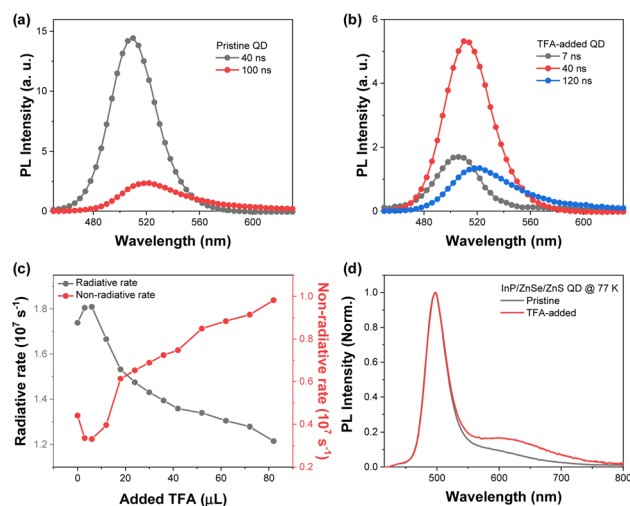 (a)
Pristine QD
40 ns
100 ns
PL Intensity (a. u.)
15
10
5
0
480
520
560
600
Wavelength (nm)
(b)
TFA-added QD
7 ns
40 ns
120 ns
PL Intensity (a. u.)
6
4
2
0
480
520
560
600
Wavelength (nm)
(c)
Radiative rate
Non-radiative rate
Radiative rate (10⁷ s⁻¹)
1.8
1.6
1.4
1.2
Non-radiative rate (10⁷ s⁻¹)
1.0
0.8
0.6
0.4
0.2
0
20
40
60
80
Added TFA (μL)
(d)
InP/ZnSe/ZnS QD @ 77 K
Pristine
TFA-added
PL Intensity (Norm.)
1.0
0.7
0.5
0.2
0.0
500
600
700
800
Wavelength (nm)